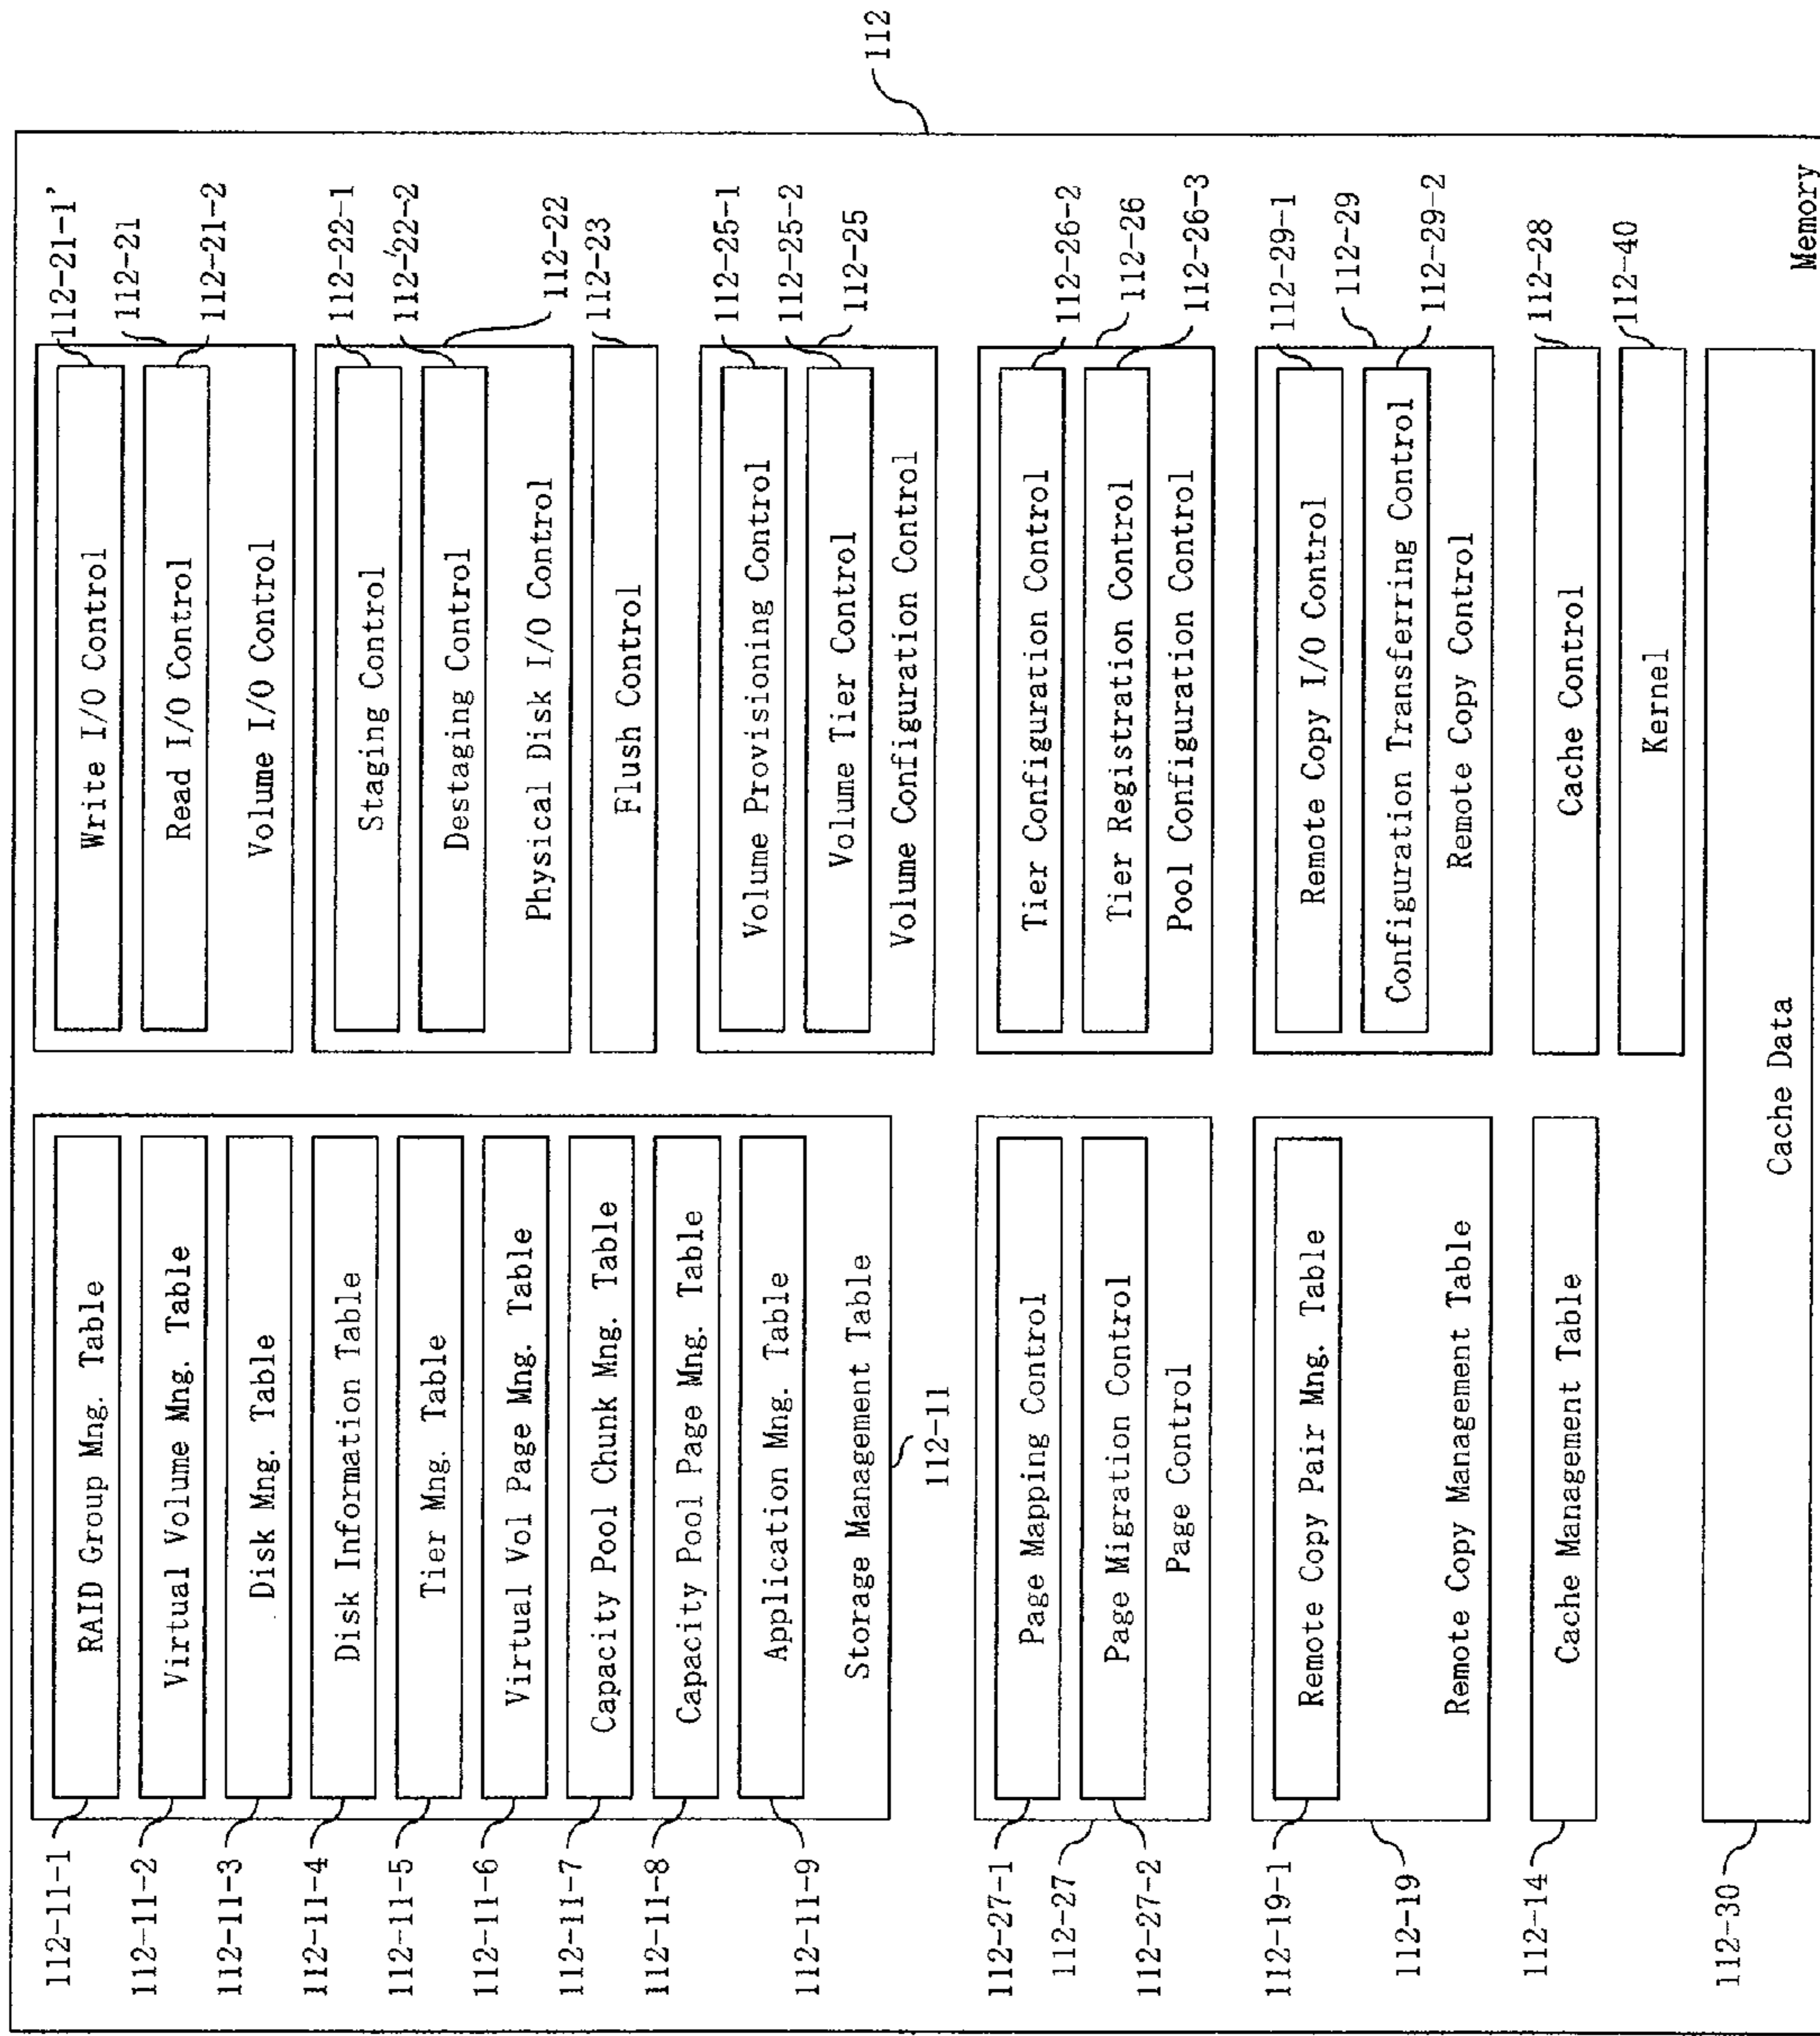 112
112-11-1
RAID Group Mng. Table
112-11-2
Virtual Volume Mng. Table
112-11-3
Disk Mng. Table
112-11-4
Disk Information Table
112-11-5
Tier Mng. Table
112-11-6
Virtual Vol Page Mng. Table
112-11-7
Capacity Pool Chunk Mng. Table
112-11-8
Capacity Pool Page Mng. Table
112-11-9
Application Mng. Table
Storage Management Table
112-11
112-27-1
Page Mapping Control
112-27
112-27-2
Page Migration Control
Page Control
112-19-1
Remote Copy Pair Mng. Table
112-19
Remote Copy Management Table
112-14
Cache Management Table
Write I/O Control
112-21-1'
112-21
Read I/O Control
112-21-2
Volume I/O Control
Staging Control
112-22-1
Destaging Control
112-22-2
Physical Disk I/O Control
112-22
Flush Control
112-23
Volume Provisioning Control
112-25-1
Volume Tier Control
112-25-2
Volume Configuration Control
112-25
Tier Configuration Control
112-26-2
Tier Registration Control
112-26
Pool Configuration Control
112-26-3
Remote Copy I/O Control
112-29-1
Configuration Transferring Control
112-29
Remote Copy Control
112-29-2
Cache Control
112-28
Kernel
112-40
112-30
Cache Data
Memory